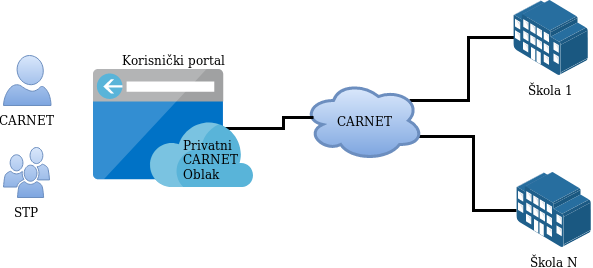 Korisnički portal
CARNET
STP
Privatni
CARNET
Oblak
CARNET
Škola 1
Škola N